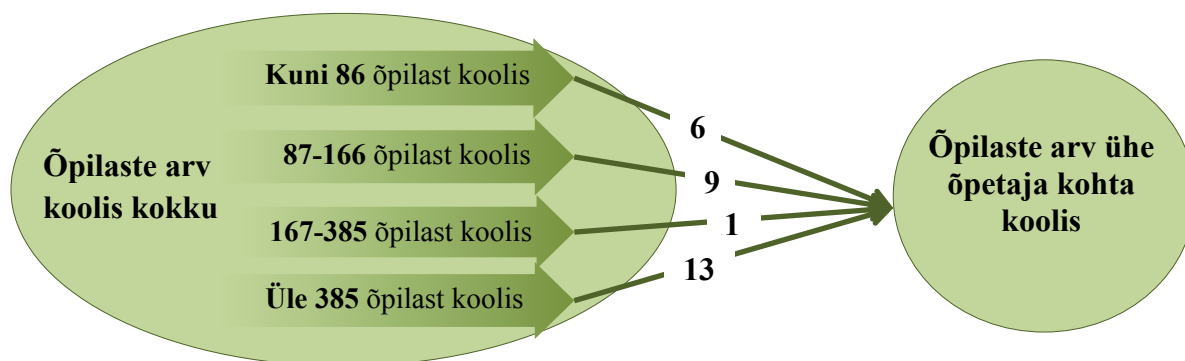 Kuni 86 õpilast koolis
6
Õpilaste arv
koolis kokku
87-166 õpilast koolis
9
167-385 õpilast koolis
1
Üle 385 õpilast koolis
13
Õpilaste arv ühe
õpetaja kohta
koolis